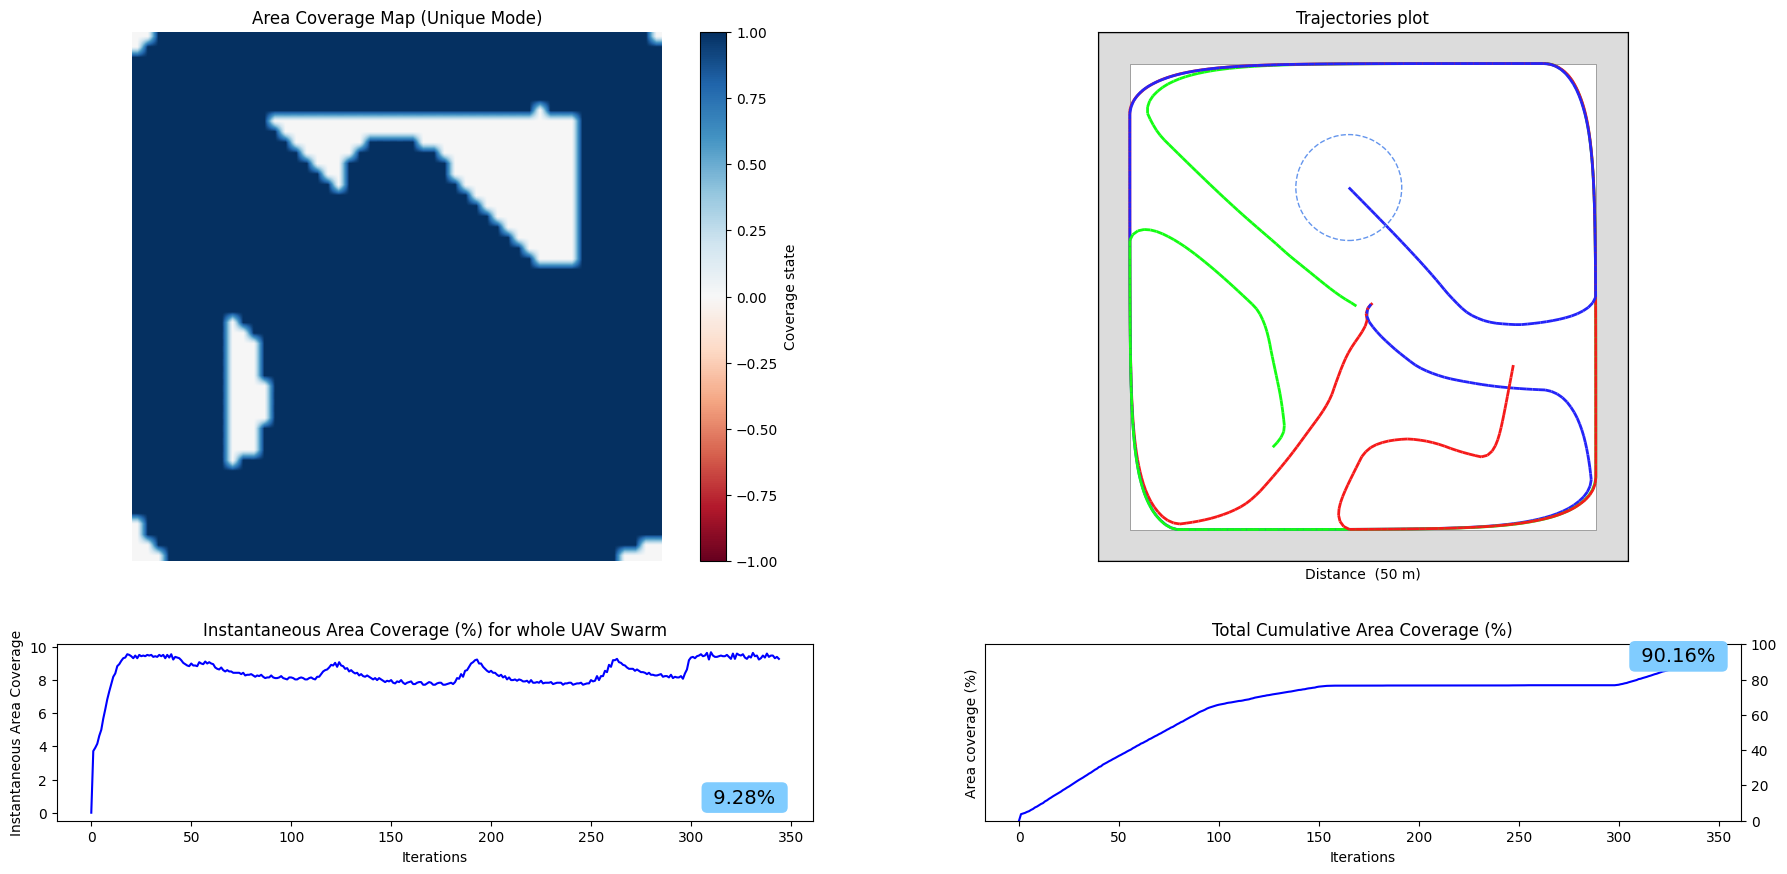 Area Coverage Map (Unique Mode)
1.00
0.75
0.50
0.25
0.00
−0.25
−0.50
−0.75
−1.00
Coverage state
Trajectories plot
Distance  (50 m)
Instantaneous Area Coverage (%) for whole UAV Swarm
Instantaneous Area Coverage
10
8
6
4
2
0
9.28%
0 50 100 150 200 250 300 350
Iterations
Total Cumulative Area Coverage (%)
Area coverage (%)
90.16%
100
80
60
40
20
0
0 50 100 150 200 250 300 350
Iterations